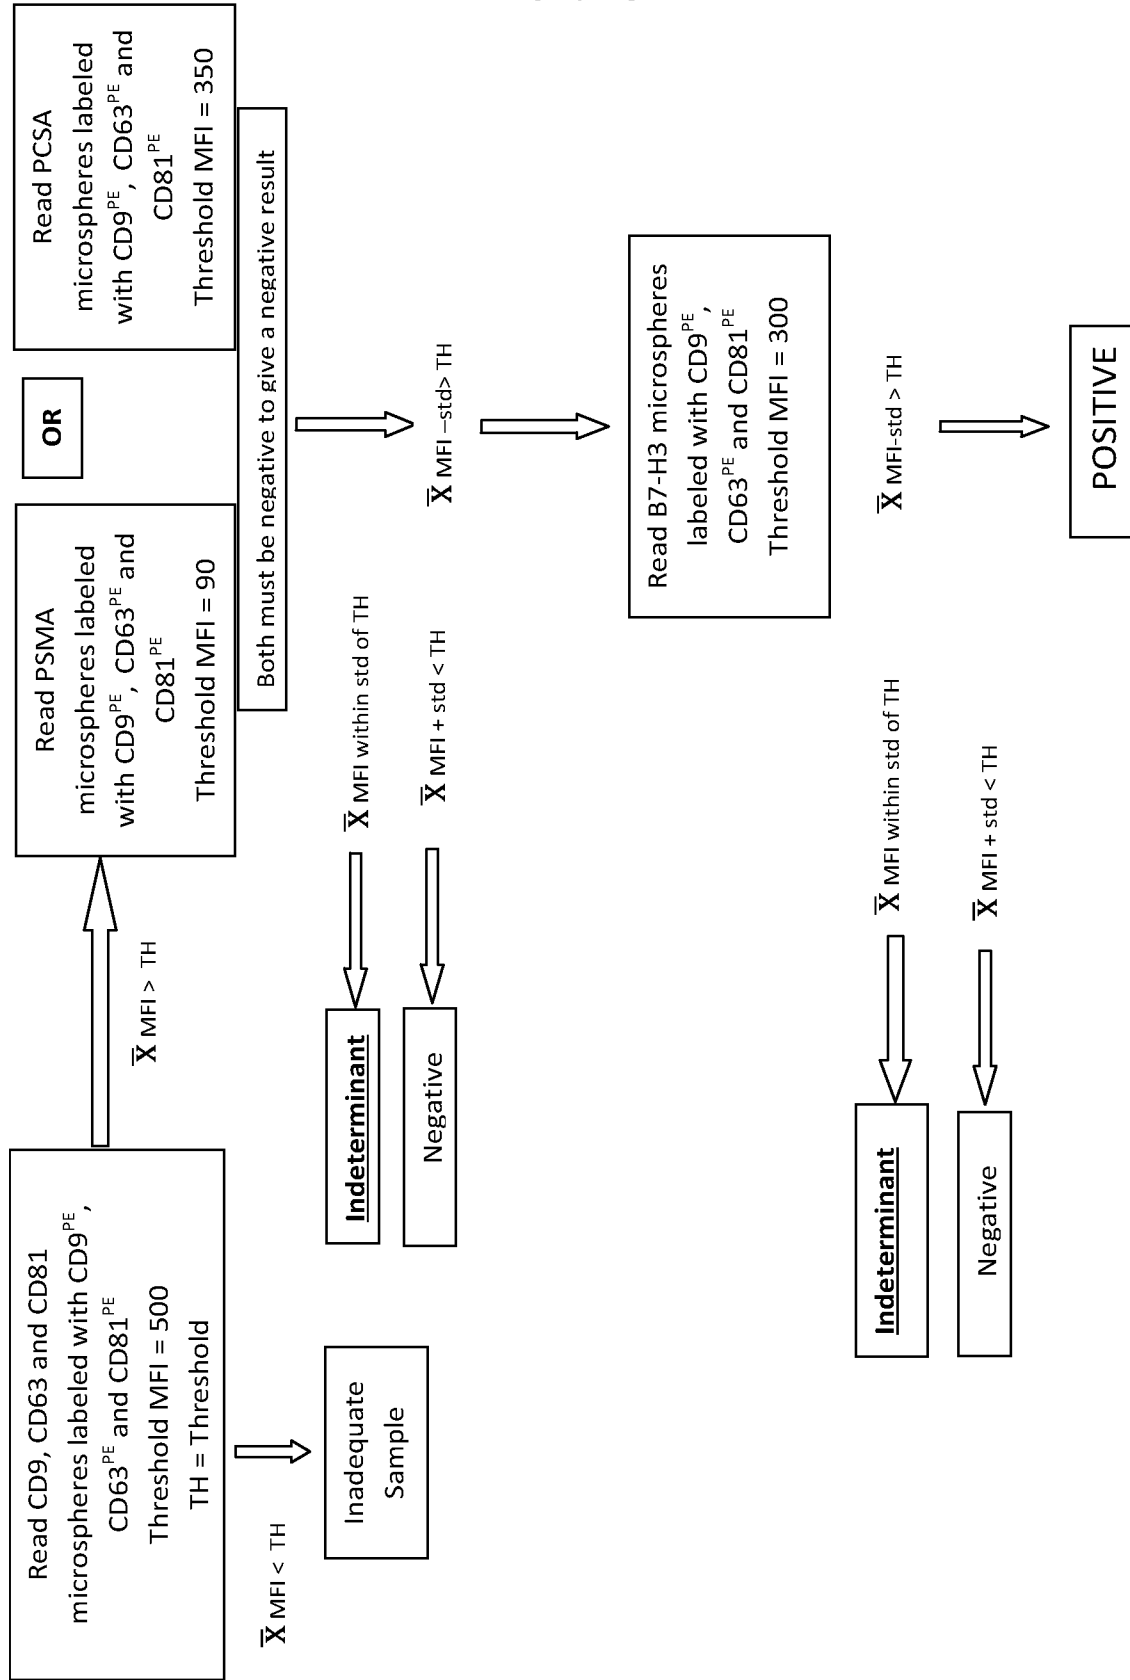 Read CD9, CD63 and CD81
microspheres labeled with CD9ᴾᴱ,
CD63ᴾᴱ and CD81ᴾᴱ
Threshold MFI = 500
TH = Threshold
X̅ MFI < TH
Inadequate
Sample
X̅ MFI > TH
Read PSMA
microspheres labeled
with CD9ᴾᴱ, CD63ᴾᴱ and
CD81ᴾᴱ
Threshold MFI = 90
OR
Read PCSA
microspheres labeled
with CD9ᴾᴱ, CD63ᴾᴱ and
CD81ᴾᴱ
Threshold MFI = 350
Both must be negative to give a negative result
X̅ MFI within std of TH
Indeterminant
X̅ MFI + std < TH
Negative
X̅ MFI –std> TH
Read B7-H3 microspheres
labeled with CD9ᴾᴱ,
CD63ᴾᴱ and CD81ᴾᴱ
Threshold MFI = 300
X̅ MFI within std of TH
Indeterminant
X̅ MFI + std < TH
Negative
X̅ MFI-std > TH
POSITIVE